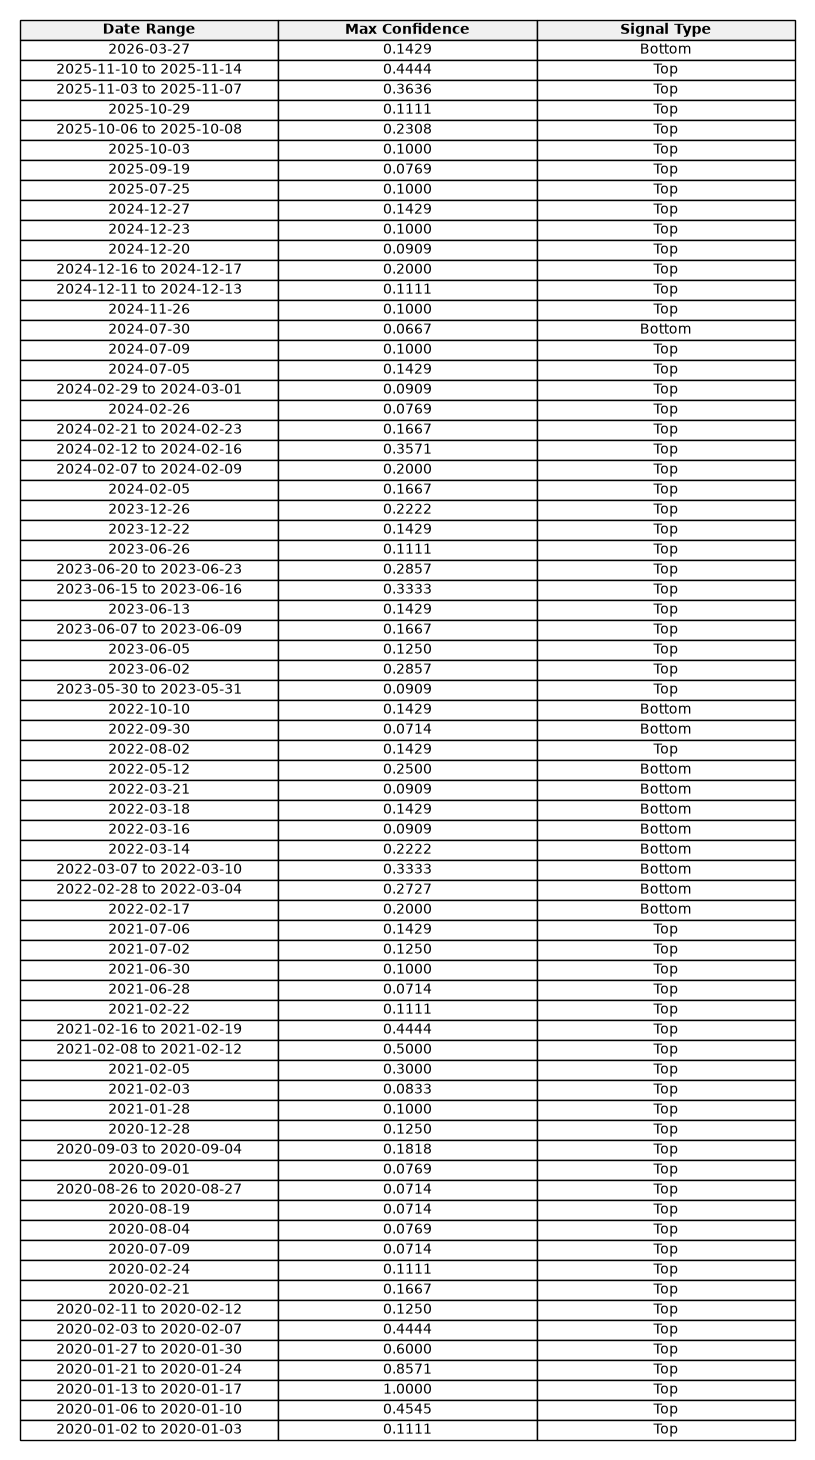 Date Range Max Confidence Signal Type
2026-03-27 0.1429 Bottom
2025-11-10 to 2025-11-14 0.4444 Top
2025-11-03 to 2025-11-07 0.3636 Top
2025-10-29 0.1111 Top
2025-10-06 to 2025-10-08 0.2308 Top
2025-10-03 0.1000 Top
2025-09-19 0.0769 Top
2025-07-25 0.1000 Top
2024-12-27 0.1429 Top
2024-12-23 0.1000 Top
2024-12-20 0.0909 Top
2024-12-16 to 2024-12-17 0.2000 Top
2024-12-11 to 2024-12-13 0.1111 Top
2024-11-26 0.1000 Top
2024-07-30 0.0667 Bottom
2024-07-09 0.1000 Top
2024-07-05 0.1429 Top
2024-02-29 to 2024-03-01 0.0909 Top
2024-02-26 0.0769 Top
2024-02-21 to 2024-02-23 0.1667 Top
2024-02-12 to 2024-02-16 0.3571 Top
2024-02-07 to 2024-02-09 0.2000 Top
2024-02-05 0.1667 Top
2023-12-26 0.2222 Top
2023-12-22 0.1429 Top
2023-06-26 0.1111 Top
2023-06-20 to 2023-06-23 0.2857 Top
2023-06-15 to 2023-06-16 0.3333 Top
2023-06-13 0.1429 Top
2023-06-07 to 2023-06-09 0.1667 Top
2023-06-05 0.1250 Top
2023-06-02 0.2857 Top
2023-05-30 to 2023-05-31 0.0909 Top
2022-10-10 0.1429 Bottom
2022-09-30 0.0714 Bottom
2022-08-02 0.1429 Top
2022-05-12 0.2500 Bottom
2022-03-21 0.0909 Bottom
2022-03-18 0.1429 Bottom
2022-03-16 0.0909 Bottom
2022-03-14 0.2222 Bottom
2022-03-07 to 2022-03-10 0.3333 Bottom
2022-02-28 to 2022-03-04 0.2727 Bottom
2022-02-17 0.2000 Bottom
2021-07-06 0.1429 Top
2021-07-02 0.1250 Top
2021-06-30 0.1000 Top
2021-06-28 0.0714 Top
2021-02-22 0.1111 Top
2021-02-16 to 2021-02-19 0.4444 Top
2021-02-08 to 2021-02-12 0.5000 Top
2021-02-05 0.3000 Top
2021-02-03 0.0833 Top
2021-01-28 0.1000 Top
2020-12-28 0.1250 Top
2020-09-03 to 2020-09-04 0.1818 Top
2020-09-01 0.0769 Top
2020-08-26 to 2020-08-27 0.0714 Top
2020-08-19 0.0714 Top
2020-08-04 0.0769 Top
2020-07-09 0.0714 Top
2020-02-24 0.1111 Top
2020-02-21 0.1667 Top
2020-02-11 to 2020-02-12 0.1250 Top
2020-02-03 to 2020-02-07 0.4444 Top
2020-01-27 to 2020-01-30 0.6000 Top
2020-01-21 to 2020-01-24 0.8571 Top
2020-01-13 to 2020-01-17 1.0000 Top
2020-01-06 to 2020-01-10 0.4545 Top
2020-01-02 to 2020-01-03 0.1111 Top